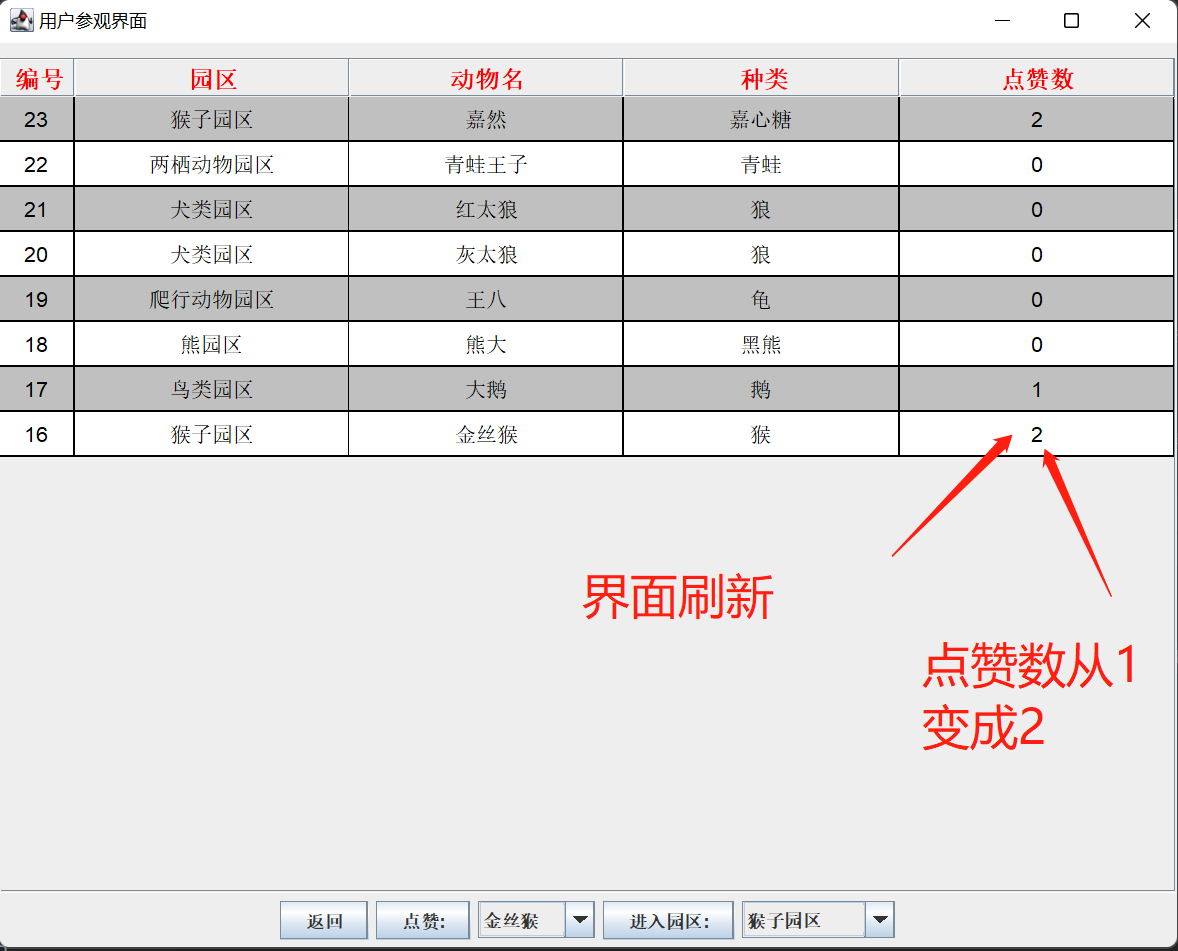 用户参观界面
编号 园区 动物名 种类 点赞数
23 猴子园区 嘉然 嘉心糖 2
22 两栖动物园区 青蛙王子 青蛙 0
21 犬类园区 红太狼 狼 0
20 犬类园区 灰太狼 狼 0
19 爬行动物园区 王八 龟 0
18 熊园区 熊大 黑熊 0
17 鸟类园区 大鹅 鹅 1
16 猴子园区 金丝猴 猴 2
界面刷新
点赞数从1
变成2
返回 点赞: 金丝猴 进入园区: 猴子园区